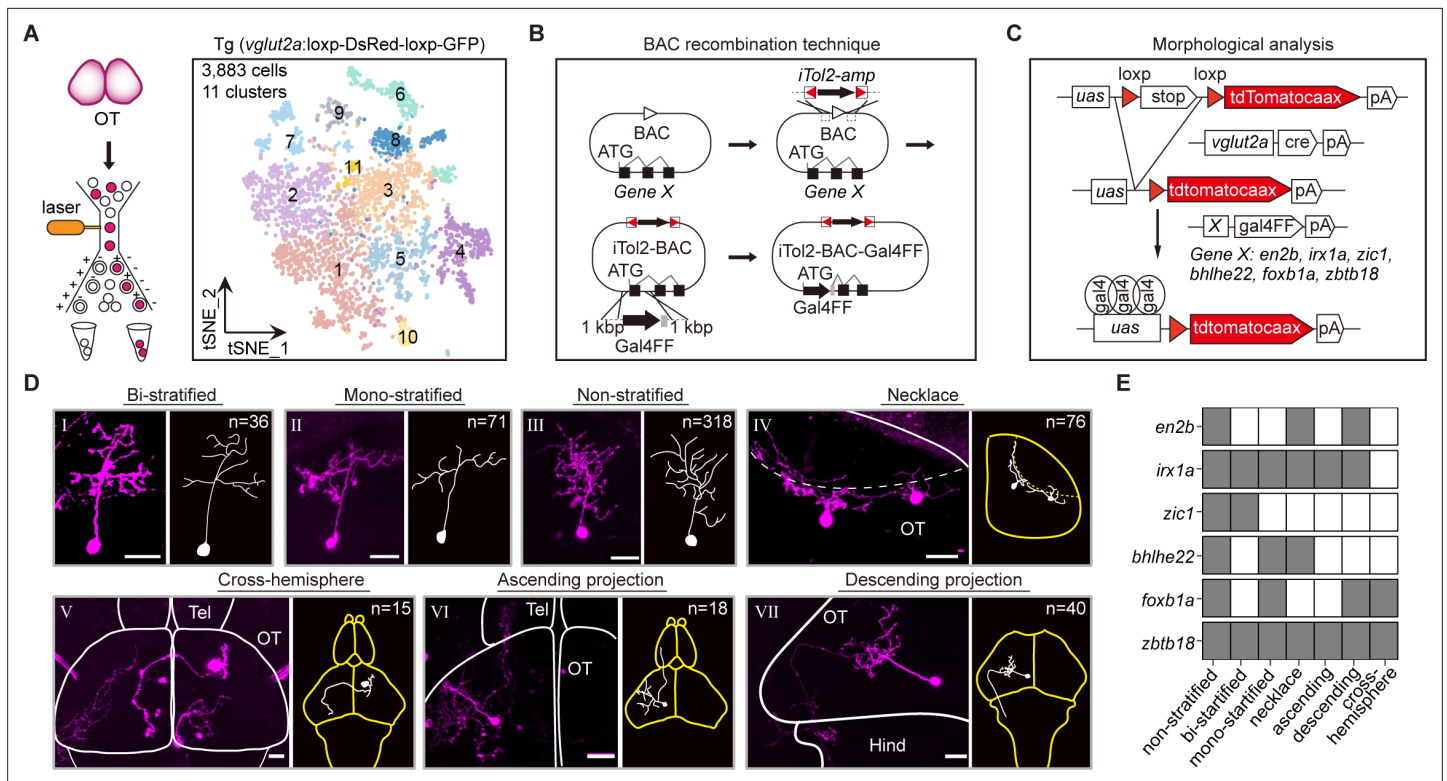 A
OT
laser
+ - + - + - + -
Tg (vglut2a:loxp-DsRed-loxp-GFP)
3,883 cells
11 clusters
6
9
7
8
11
2
3
4
5
1
10
tSNE_2
tSNE_1
B
BAC recombination technique
iTol2-amp
BAC
BAC
ATG
ATG
Gene X
Gene X
iTol2-BAC
iTol2-BAC-Gal4FF
ATG
ATG
Gal4FF
1 kbp
1 kbp
Gal4FF
C
Morphological analysis
loxp
loxp
uas
stop
tdTomatocaax
pA
vglut2a
cre
pA
uas
tdtomatocaax
pA
X
gal4FF
pA
Gene X: en2b, irx1a, zic1,
bhlhe22, foxb1a, zbtb18
gal4
gal4
gal4
uas
tdtomatocaax
pA
D
Bi-stratified
I
n=36
Mono-stratified
II
n=71
Non-stratified
III
n=318
Necklace
IV
OT
n=76
Cross-hemisphere
V
Tel
OT
n=15
Ascending projection
VI
Tel
OT
n=18
Descending projection
VII
OT
Hind
n=40
E
en2b
irx1a
zic1
bhlhe22
foxb1a
zbtb18
non-stratified
bi-startified
mono-startified
necklace
ascending
descending
cross-
hemisphere